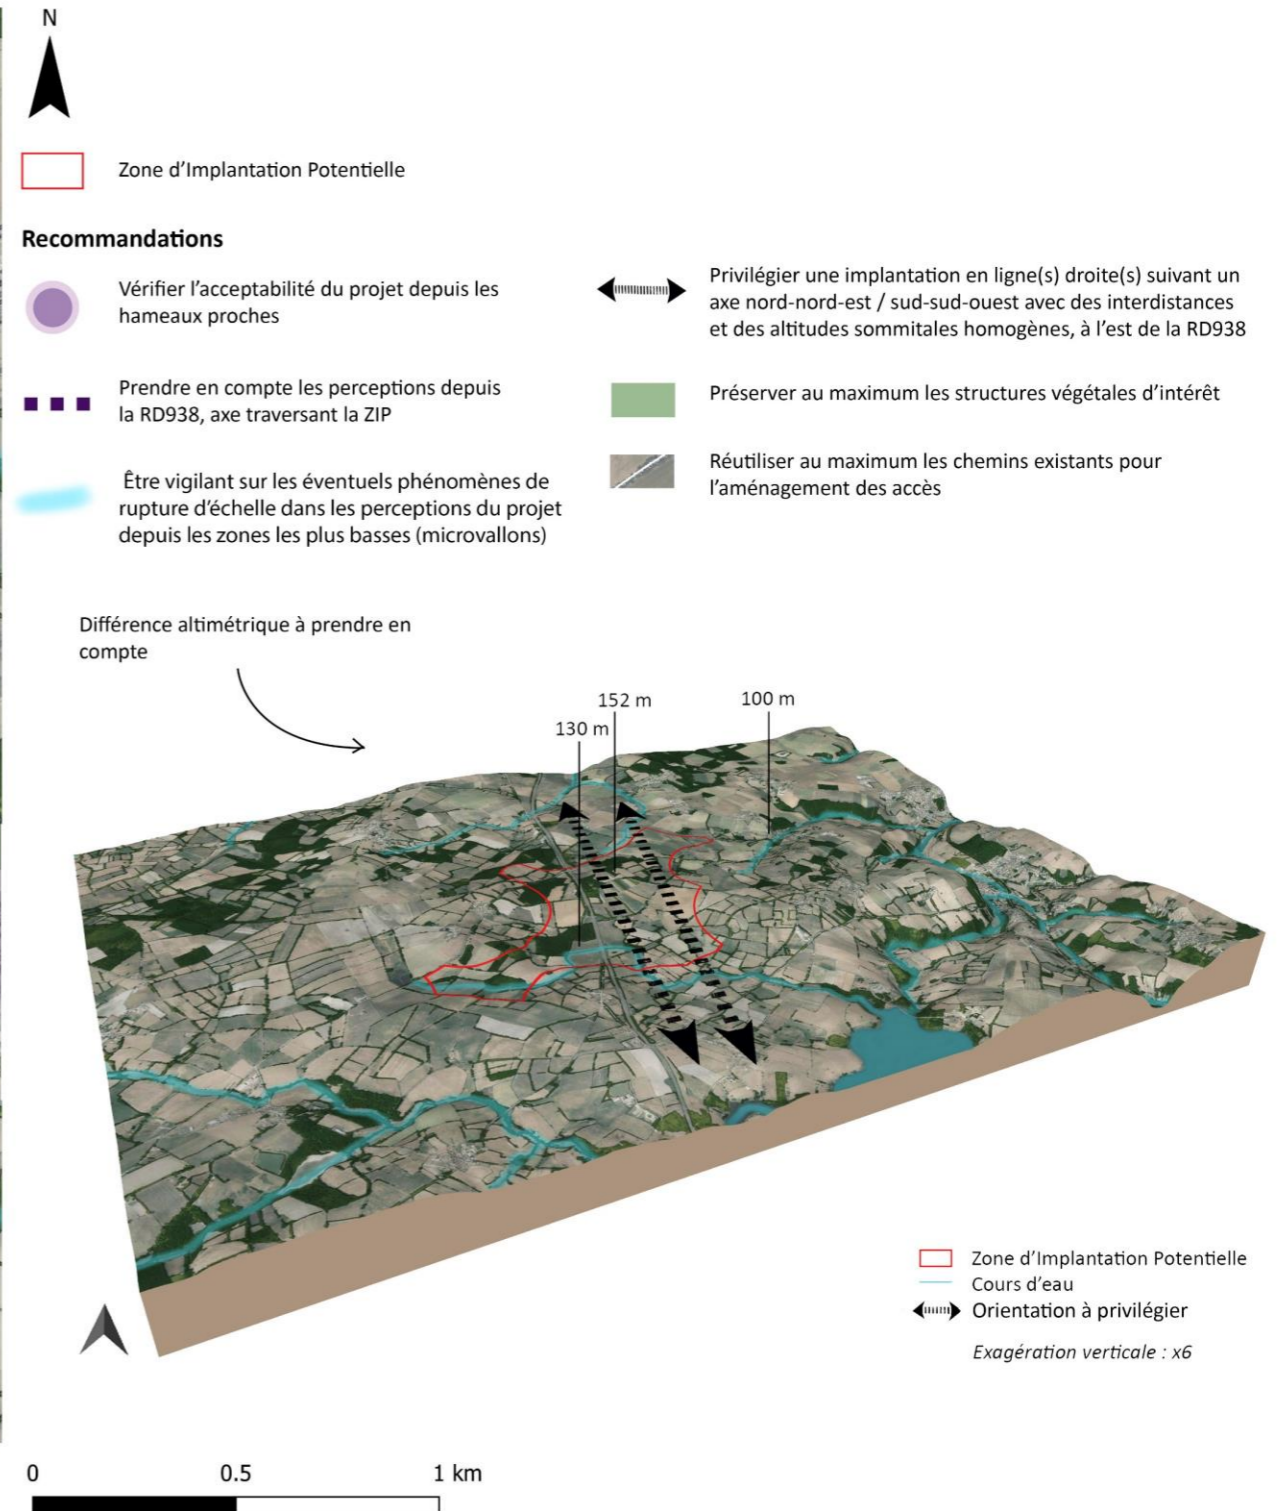 N
Zone d'Implantation Potentielle
Recommandations
Vérifier l'acceptabilité du projet depuis les
hameaux proches
Prendre en compte les perceptions depuis
la RD938, axe traversant la ZIP
Être vigilant sur les éventuels phénomènes de
rupture d'échelle dans les perceptions du projet
depuis les zones les plus basses (microvallons)
Privilégier une implantation en ligne(s) droite(s) suivant un
axe nord-nord-est / sud-sud-ouest avec des interdistances
et des altitudes sommitales homogènes, à l'est de la RD938
Préserver au maximum les structures végétales d'intérêt
Réutiliser au maximum les chemins existants pour
l'aménagement des accès
Différence altimétrique à prendre en
compte
152 m
100 m
130 m
Zone d'Implantation Potentielle
Cours d'eau
Orientation à privilégier
Exagération verticale : x6
0 0.5 1 km